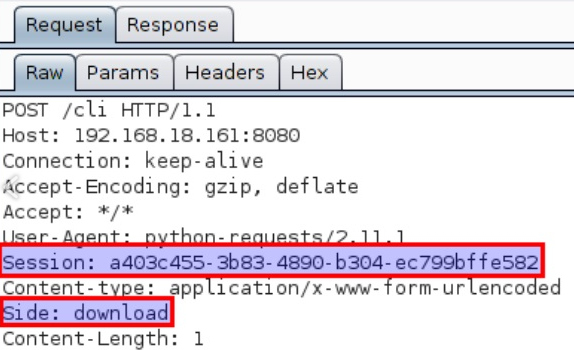 Request Response
Raw Params Headers Hex
POST /cli HTTP/1.1
Host: 192.168.18.161:8080
Connection: keep-alive
Accept-Encoding: gzip, deflate
Accept: */*
User-Agent: python-requests/2.11.1
Session: a403c455-3b83-4890-b304-ec799bffe582
Content-type: application/x-www-form-urlencoded
Side: download
Content-Length: 1